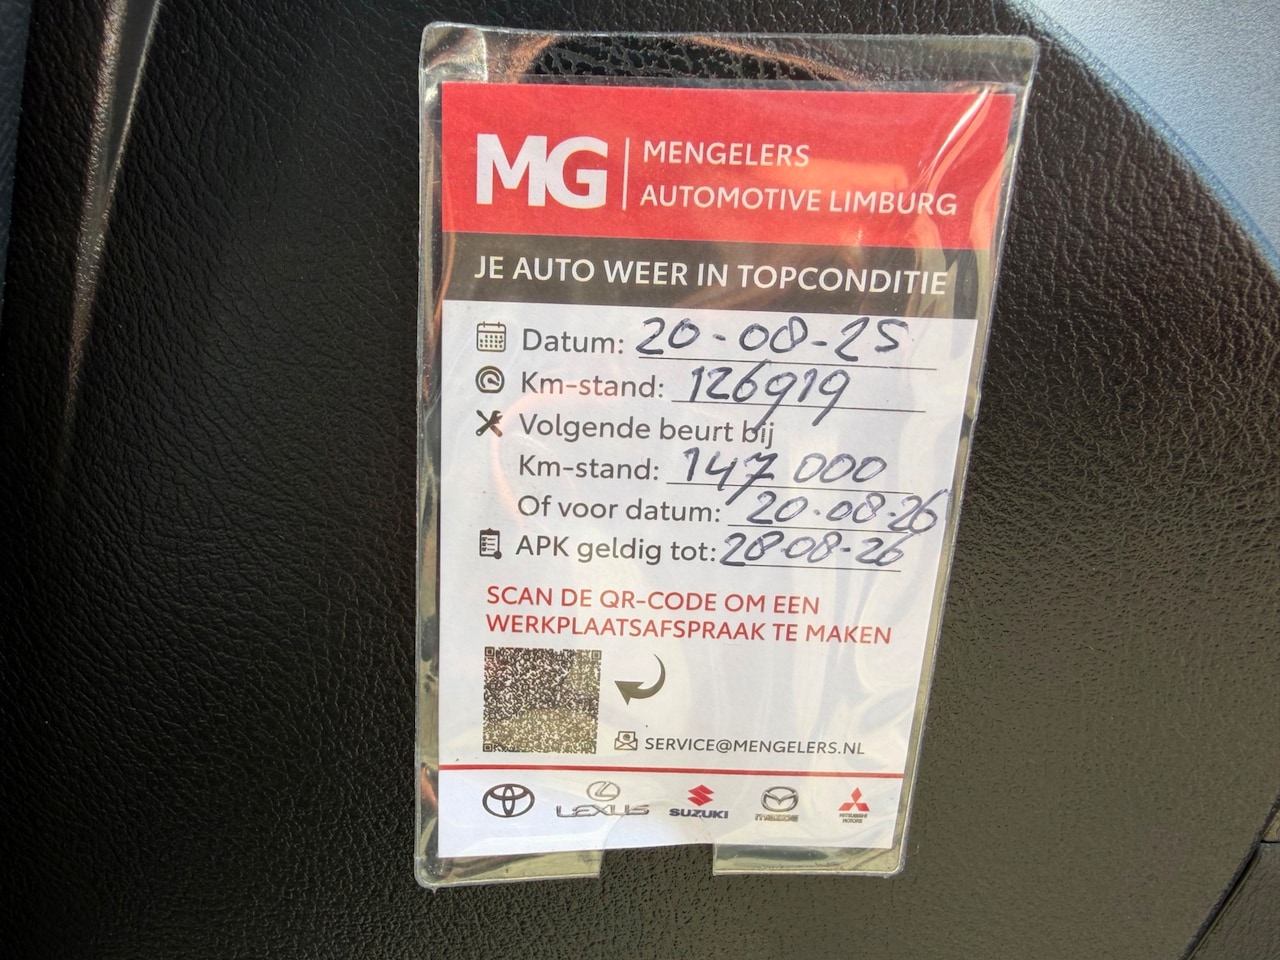 MG
MENGELERS
AUTOMOTIVE LIMBURG
JE AUTO WEER IN TOPCONDITIE
Datum: 20-08-25
Km-stand: 126919
Volgende beurt bij
Km-stand: 147 000
Of voor datum: 20-08-26
APK geldig tot: 28-08-26
SCAN DE QR-CODE OM EEN
WERKPLAATSAFSPRAAK TE MAKEN
SERVICE@MENGELERS.NL
LEXUS
SUZUKI
mazda
MITSUBISHI
MOTORS